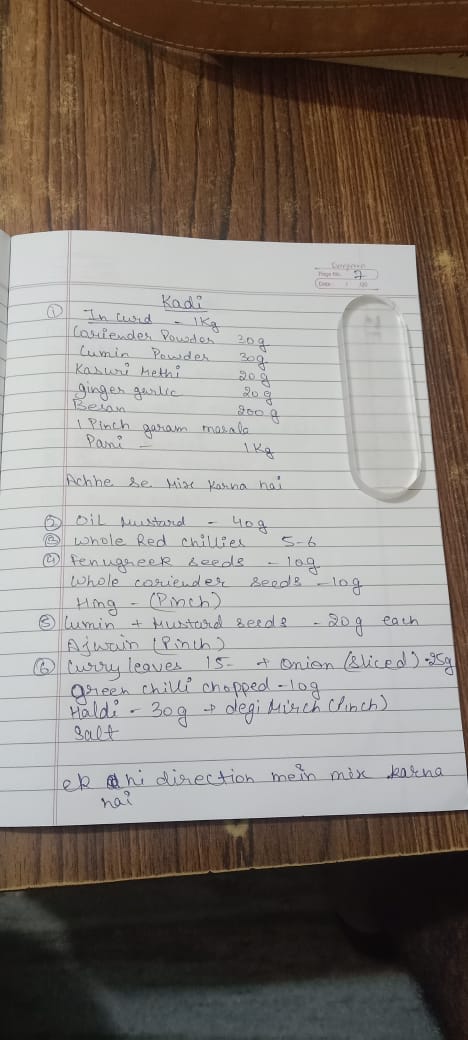 Page No. 7
Date / /20
Kadi
① In Curd - 1Kg
Coriender Powder 30g
Cumin Powder 30g
Kasuri Methi 20g
ginger garlic 20g
Besan 200g
1 Pinch garam masala
Pani - 1Kg
Achhe se Mix Karna hai
② Oil Mustard - 40g
③ Whole Red Chillies 5-6
④ Fenugreek seeds - 10g
Whole coriender seeds - 10g
Hing - (Pinch)
⑤ Cumin + Mustard seeds - 20g each
Ajwain (Pinch)
⑥ Curry leaves 15- + Onion (Sliced) - 25g
green chilli chopped - 10g
Haldi - 30g + degi Mirch (Pinch)
Salt
ek hi direction mein mix karna
hai